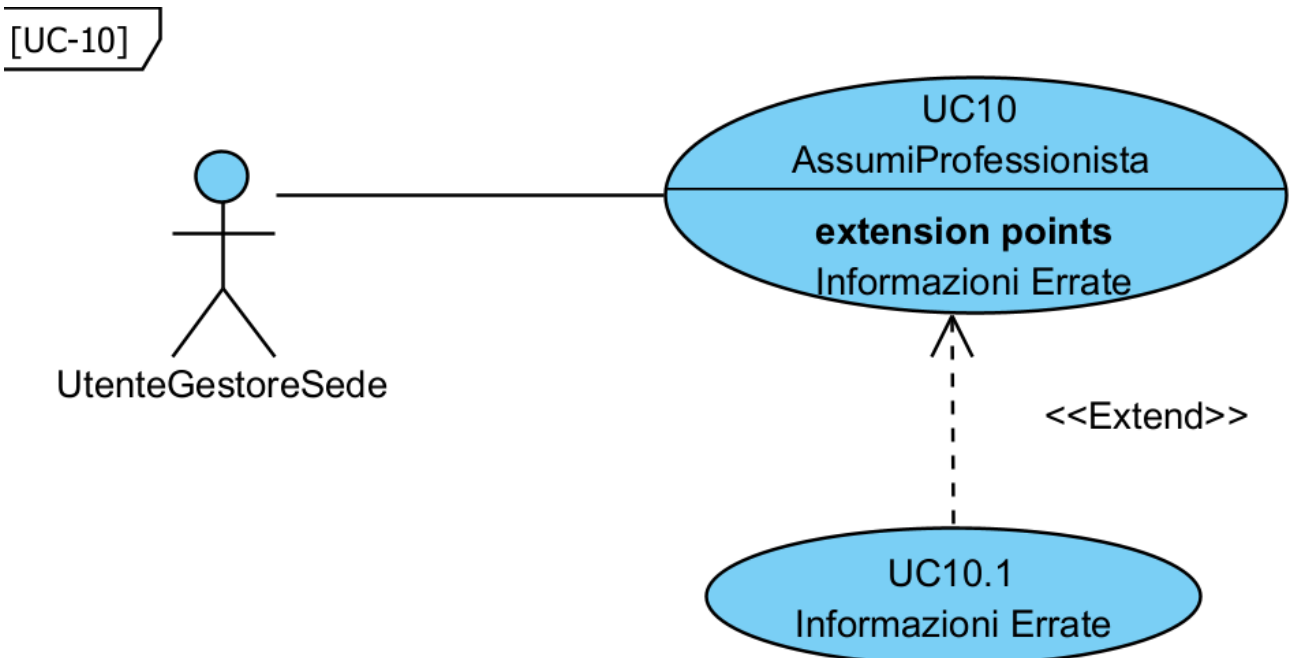 [UC-10]
UC10
AssumiProfessionista
extension points
Informazioni Errate
UtenteGestoreSede
<<Extend>>
UC10.1
Informazioni Errate